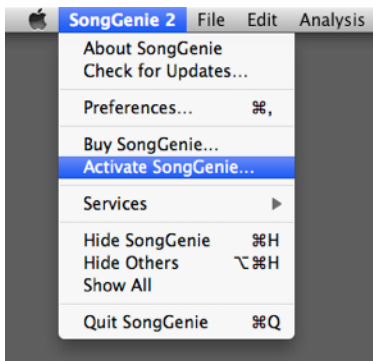 SongGenie 2 File Edit Analysis
About SongGenie
Check for Updates...
Preferences... ⌘,
Buy SongGenie...
Activate SongGenie...
Services ▶
Hide SongGenie ⌘H
Hide Others ⌥⌘H
Show All
Quit SongGenie ⌘Q